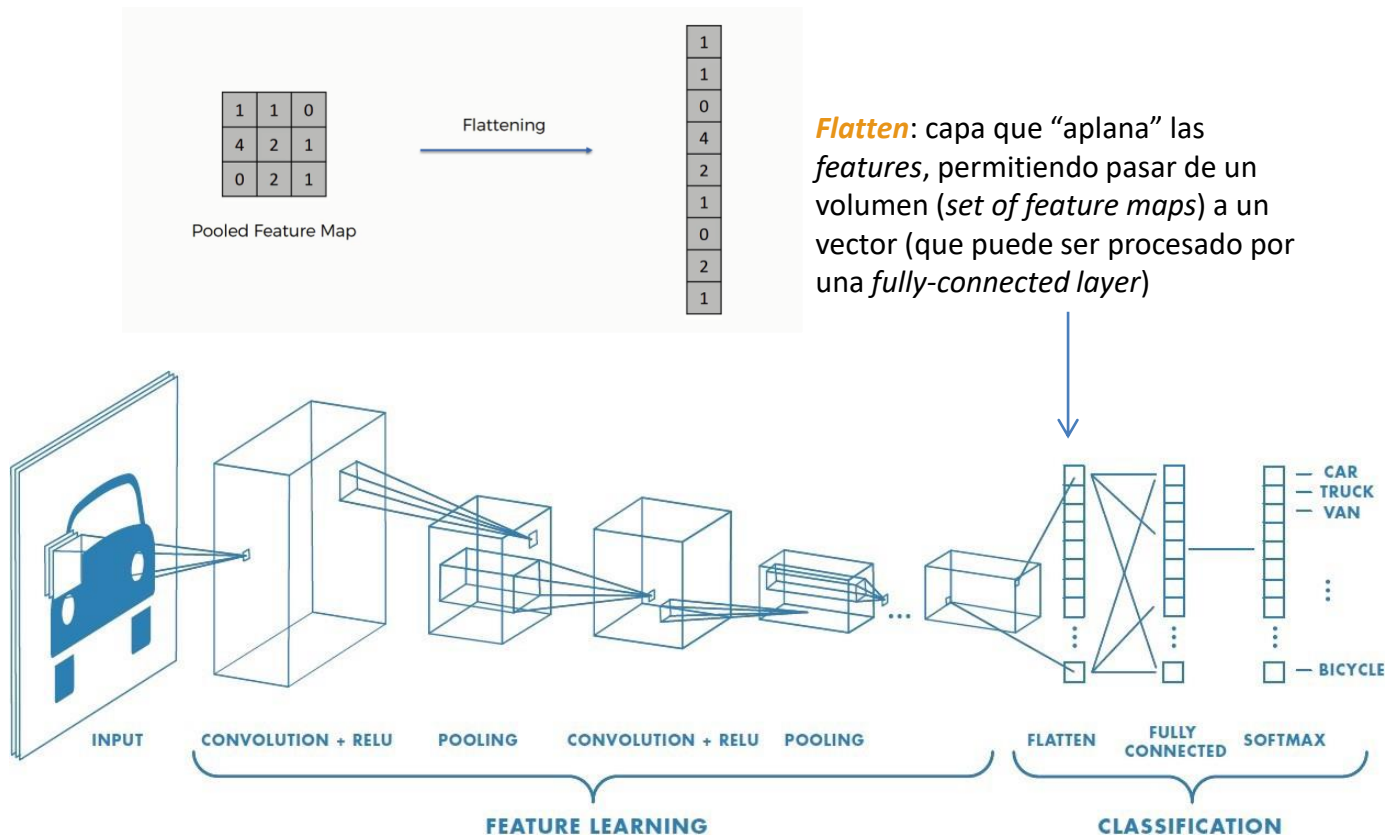 1 1 0
4 2 1
0 2 1
Pooled Feature Map
Flattening
1
1
0
4
2
1
0
2
1
Flatten: capa que “aplana” las
features, permitiendo pasar de un
volumen (set of feature maps) a un
vector (que puede ser procesado por
una fully-connected layer)
...
CAR
TRUCK
VAN
BICYCLE
INPUT
CONVOLUTION + RELU
POOLING
CONVOLUTION + RELU
POOLING
FLATTEN
FULLY
CONNECTED
SOFTMAX
FEATURE LEARNING
CLASSIFICATION